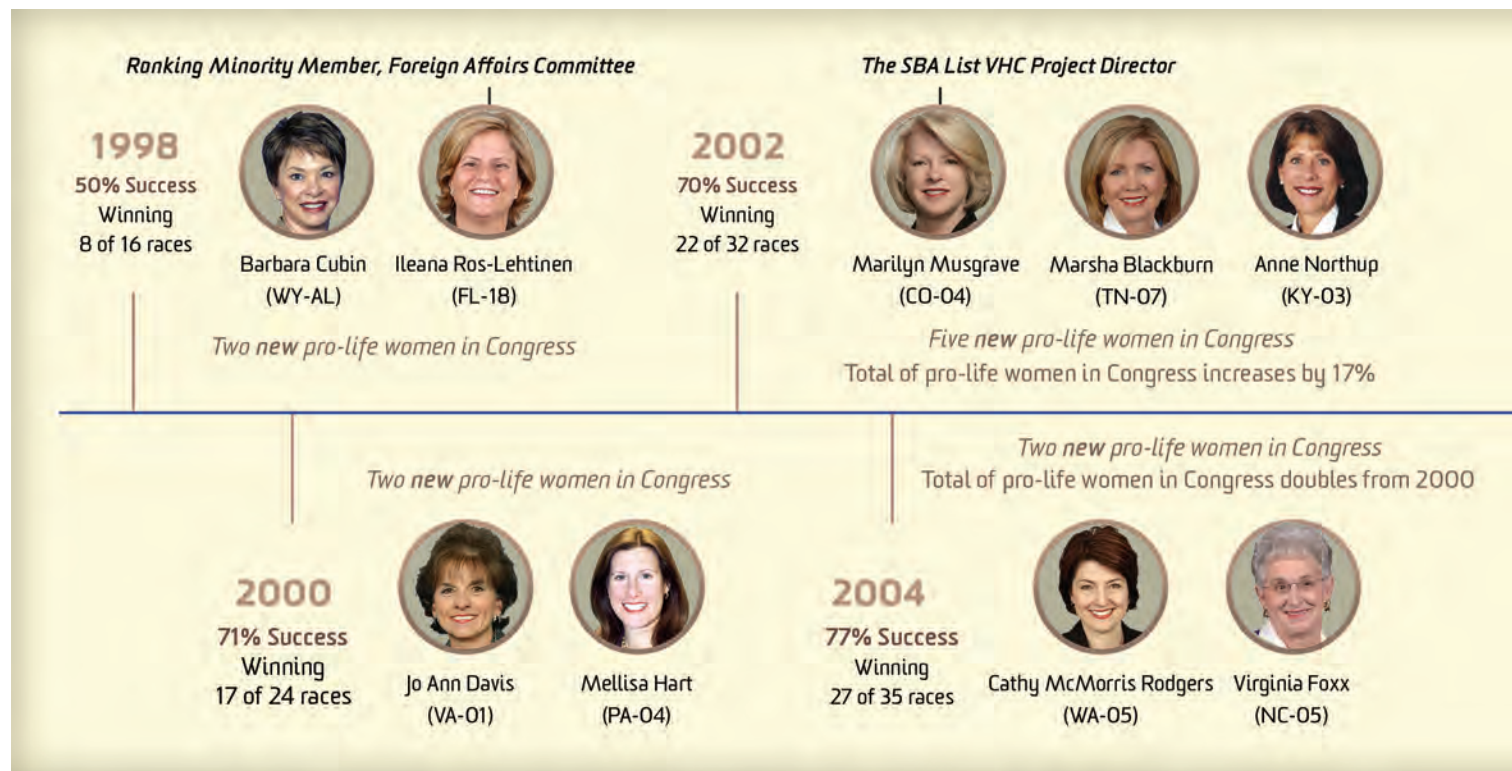 Ranking Minority Member, Foreign Affairs Committee
1998
50% Success
Winning
8 of 16 races
Barbara Cubin
(WY-AL)
Ileana Ros-Lehtinen
(FL-18)
Two new pro-life women in Congress
The SBA List VHC Project Director
2002
70% Success
Winning
22 of 32 races
Marilyn Musgrave
(CO-04)
Marsha Blackburn
(TN-07)
Anne Northup
(KY-03)
Five new pro-life women in Congress
Total of pro-life women in Congress increases by 17%
Two new pro-life women in Congress
2000
71% Success
Winning
17 of 24 races
Jo Ann Davis
(VA-01)
Mellisa Hart
(PA-04)
Two new pro-life women in Congress
Total of pro-life women in Congress doubles from 2000
2004
77% Success
Winning
27 of 35 races
Cathy McMorris Rodgers
(WA-05)
Virginia Foxx
(NC-05)